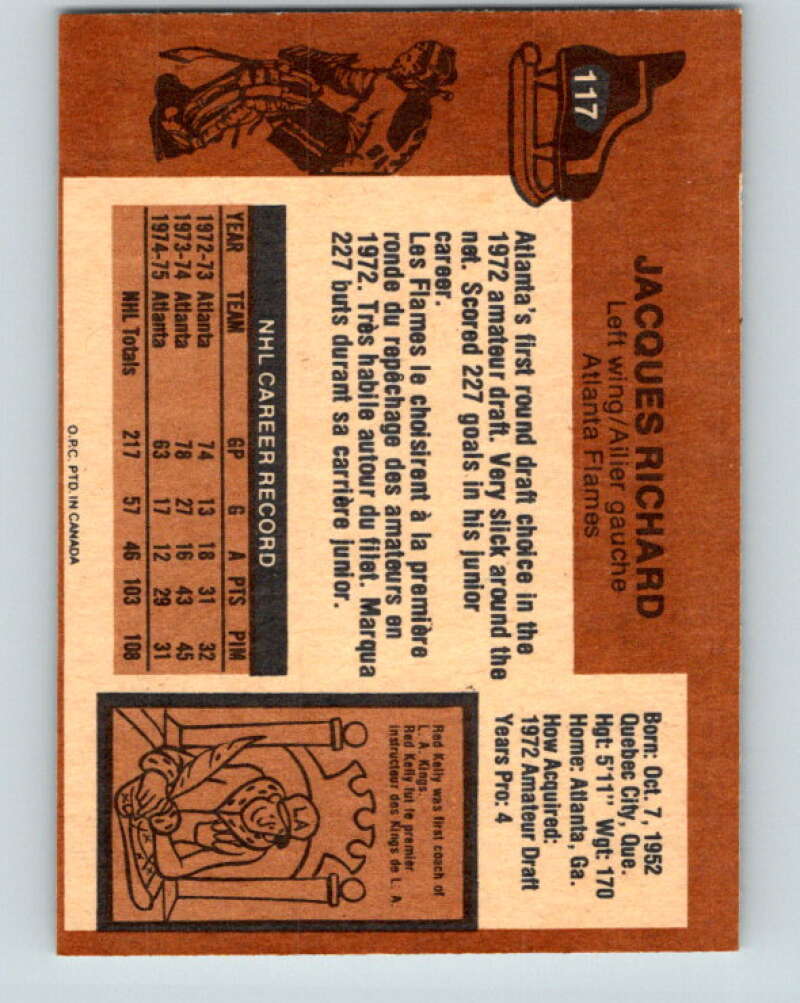 117
JACQUES RICHARD
Left wing/Ailier gauche
Atlanta Flames
Born: Oct. 7, 1952
Quebec City, Que.
Hgt: 5'11" Wgt: 170
Home: Atlanta, Ga.
How Acquired:
1972 Amateur Draft
Years Pro: 4
Atlanta's first round draft choice in the
1972 amateur draft. Very slick around the
net. Scored 227 goals in his junior
career.
Les Flames le choisirent à la première
ronde du repêchage des amateurs en
1972. Très habile autour du filet. Marqua
227 buts durant sa carrière junior.
NHL CAREER RECORD
YEAR TEAM GP G A PTS PIM
1972-73 Atlanta 74 13 18 31 32
1973-74 Atlanta 78 27 16 43 45
1974-75 Atlanta 63 17 12 29 31
NHL Totals 217 57 46 103 108
Red Kelly was first coach of
L. A. Kings.
Red Kelly fut le premier
instructeur des Kings de L. A.
LA
O.P.C. PTD. IN CANADA